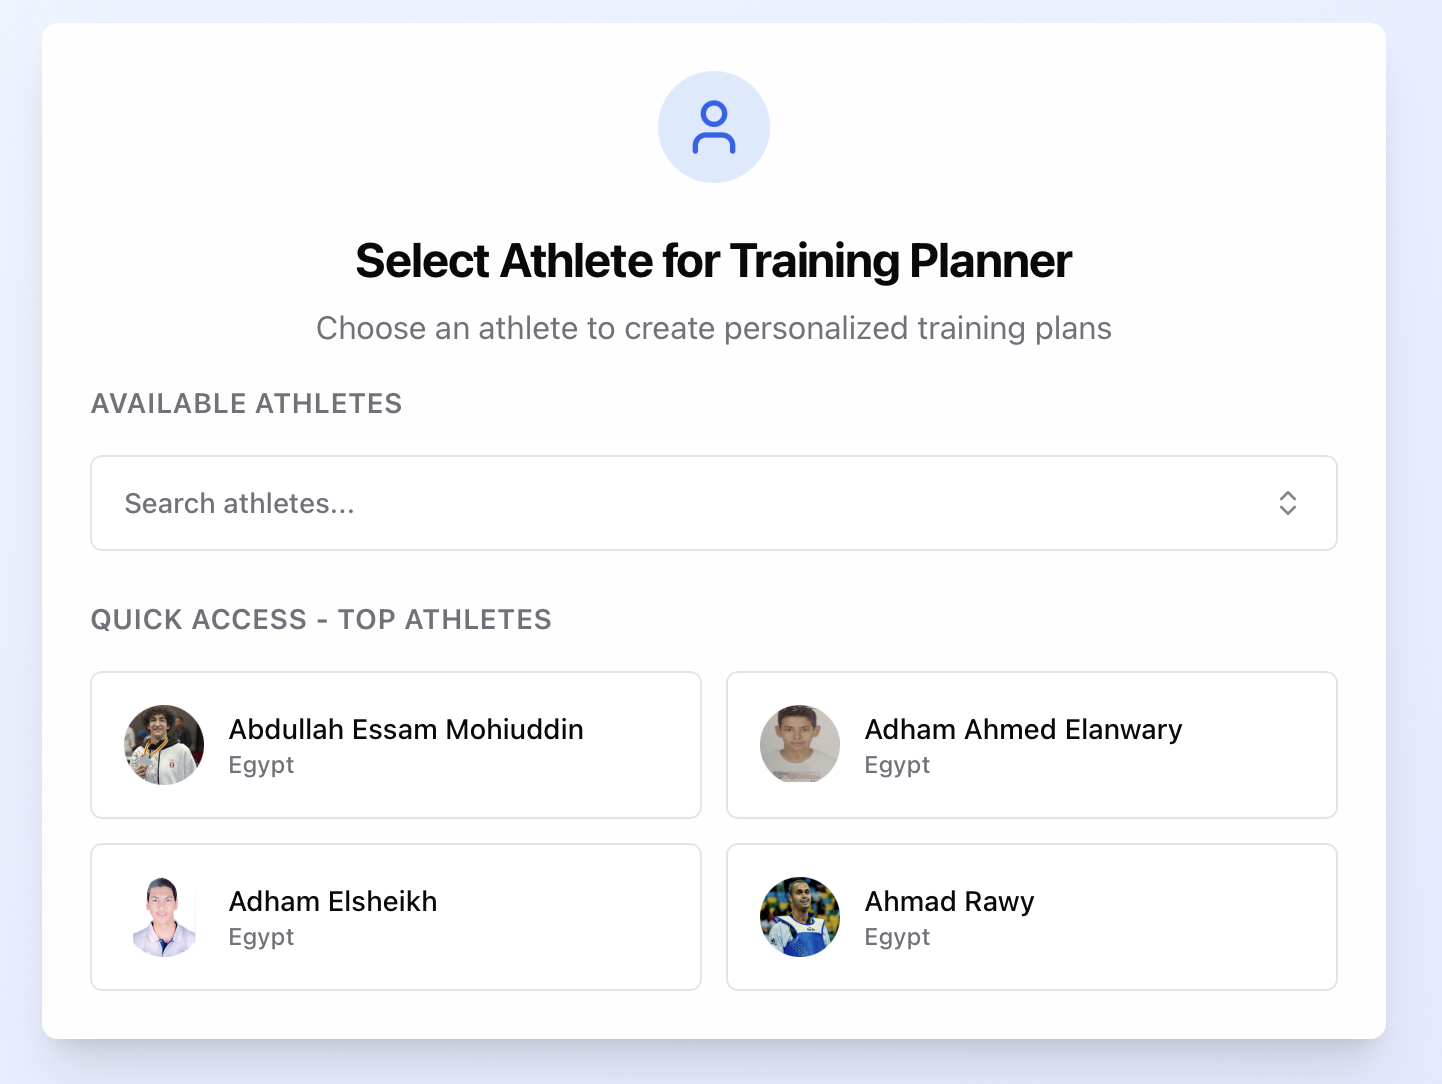 Select Athlete for Training Planner
Choose an athlete to create personalized training plans
AVAILABLE ATHLETES
Search athletes...
QUICK ACCESS - TOP ATHLETES
Abdullah Essam Mohiuddin
Egypt
Adham Ahmed Elanwary
Egypt
Adham Elsheikh
Egypt
Ahmad Rawy
Egypt